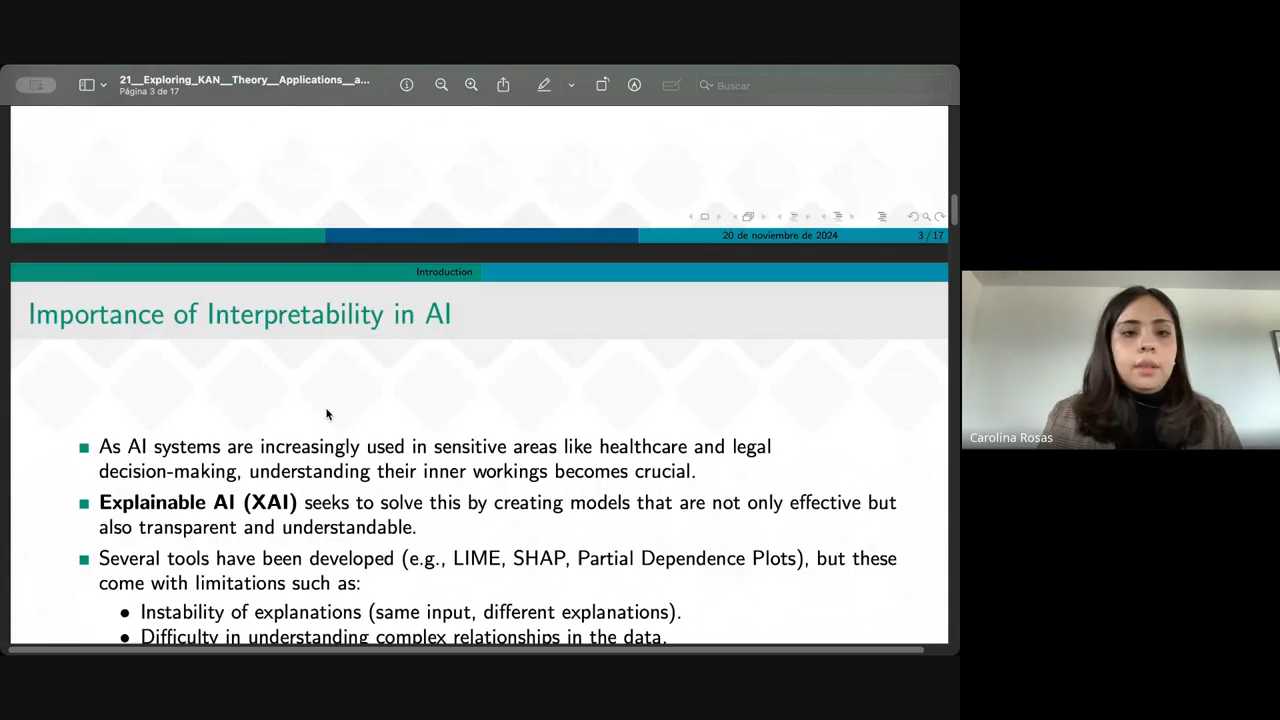 21__Exploring_KAN__Theory__Applications__a...
Página 3 de 17
Buscar
20 de noviembre de 2024
3 / 17
Introduction
Importance of Interpretability in AI
As AI systems are increasingly used in sensitive areas like healthcare and legal
decision-making, understanding their inner workings becomes crucial.
Explainable AI (XAI) seeks to solve this by creating models that are not only effective but
also transparent and understandable.
Several tools have been developed (e.g., LIME, SHAP, Partial Dependence Plots), but these
come with limitations such as:
Instability of explanations (same input, different explanations).
Difficulty in understanding complex relationships in the data.
Carolina Rosas